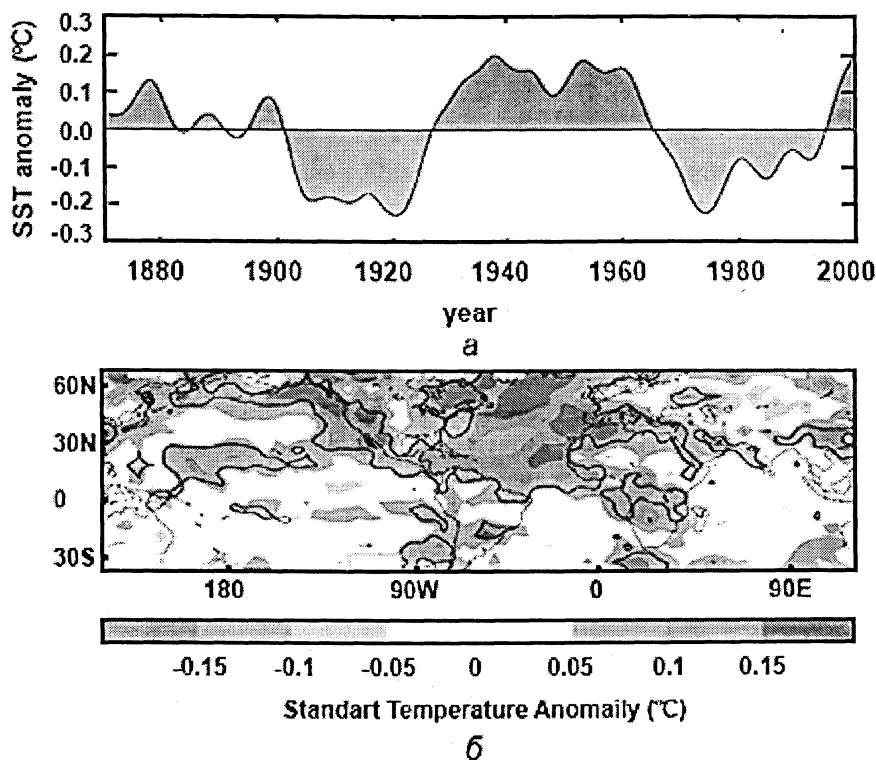 0.3
0.2
0.1
0.0
-0.1
-0.2
-0.3
SST anomaly (°C)
1880 1900 1920 1940 1960 1980 2000
year
а
60N
30N
0
30S
180 90W 0 90E
-0.15 -0.1 -0.05 0 0.05 0.1 0.15
Standart Temperature Anomaily (°C)
б